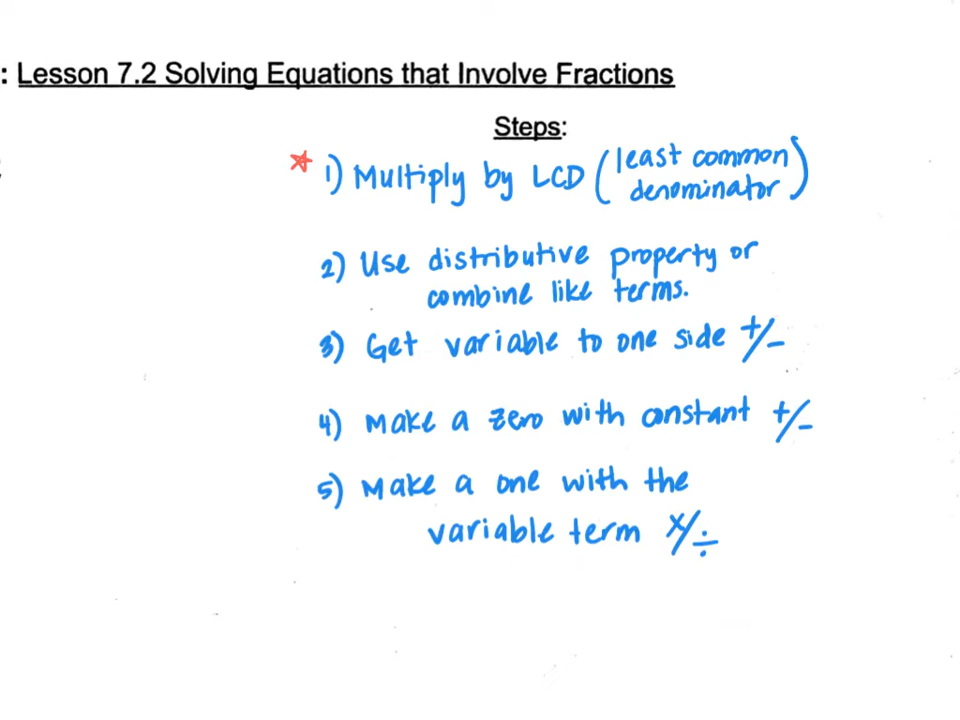 : Lesson 7.2 Solving Equations that Involve Fractions
Steps:
1) Multiply by LCD (least common
denominator)
2) Use distributive property or
combine like terms.
3) Get variable to one side +/-
4) Make a zero with constant +/-
5) Make a one with the
variable term x/÷